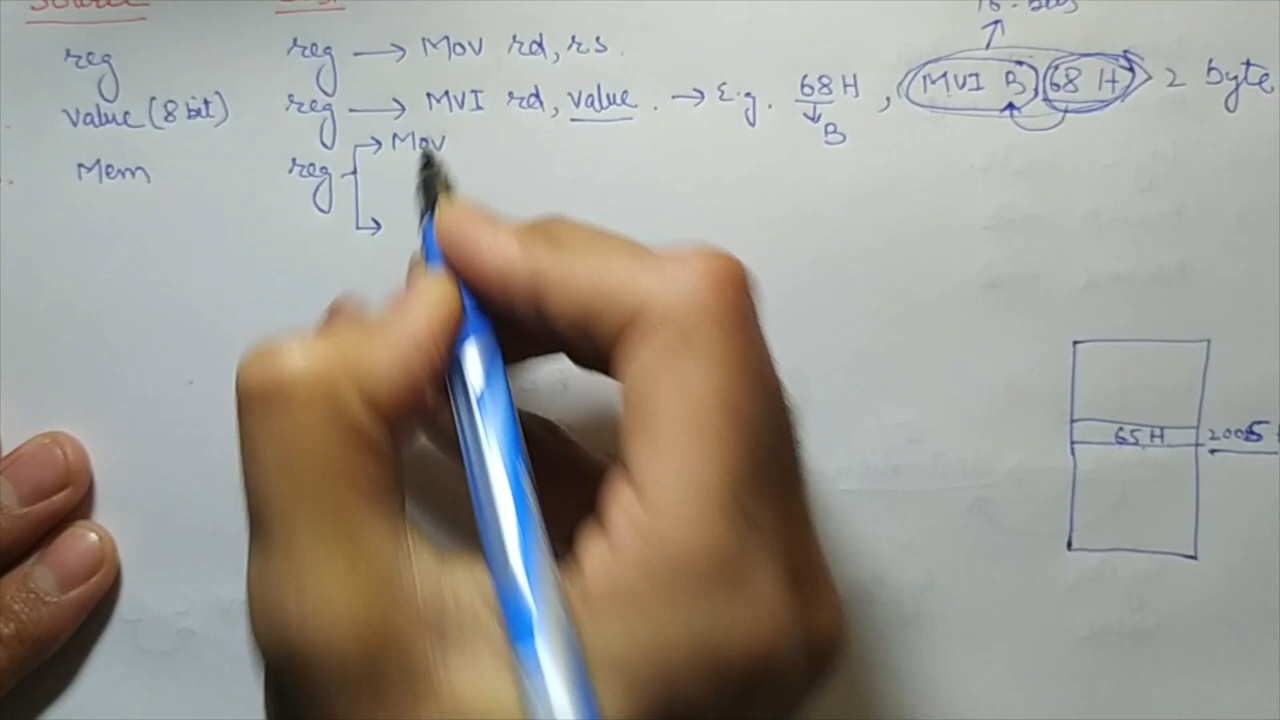 reg reg → Mov rd, rs.
value (8 bit) reg → MVI rd, value. → E.g. 68 H , MVI B 68 H 2 byte
B
→ Mov
Mem reg
65 H 2005